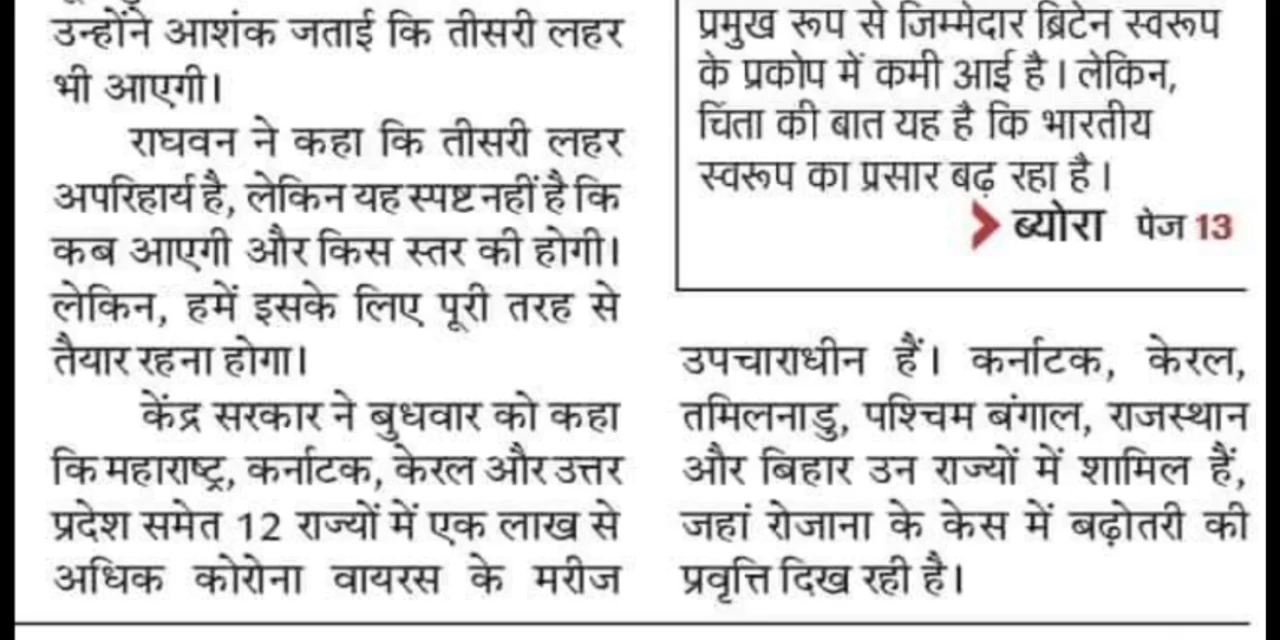 उन्होंने आशंक जताई कि तीसरी लहर
भी आएगी।
राघवन ने कहा कि तीसरी लहर
अपरिहार्य है, लेकिन यह स्पष्ट नहीं है कि
कब आएगी और किस स्तर की होगी।
लेकिन, हमें इसके लिए पूरी तरह से
तैयार रहना होगा।
केंद्र सरकार ने बुधवार को कहा
कि महाराष्ट्र, कर्नाटक, केरल और उत्तर
प्रदेश समेत 12 राज्यों में एक लाख से
अधिक कोरोना वायरस के मरीज
प्रमुख रूप से जिम्मेदार ब्रिटेन स्वरूप
के प्रकोप में कमी आई है। लेकिन,
चिंता की बात यह है कि भारतीय
स्वरूप का प्रसार बढ़ रहा है।
ब्योरा पेज 13
उपचाराधीन हैं। कर्नाटक, केरल,
तमिलनाडु, पश्चिम बंगाल, राजस्थान
और बिहार उन राज्यों में शामिल हैं,
जहां रोजाना के केस में बढ़ोतरी की
प्रवृत्ति दिख रही है।